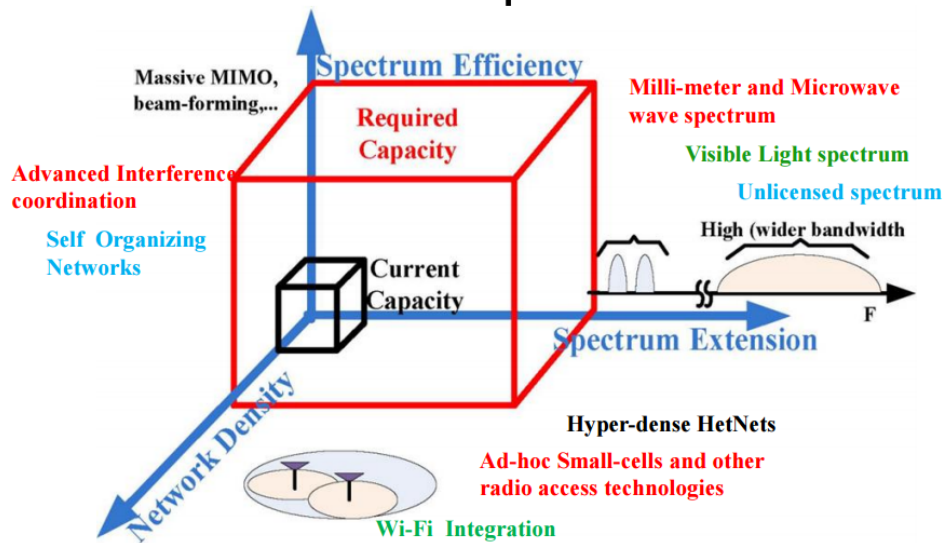 Spectrum Efficiency
Massive MIMO,
beam-forming,...
Required
Capacity
Milli-meter and Microwave
wave spectrum
Visible Light spectrum
Unlicensed spectrum
Advanced Interference
coordination
Self Organizing
Networks
High (wider bandwidth
Current
Capacity
F
Spectrum Extension
Network Density
Hyper-dense HetNets
Ad-hoc Small-cells and other
radio access technologies
Wi-Fi Integration